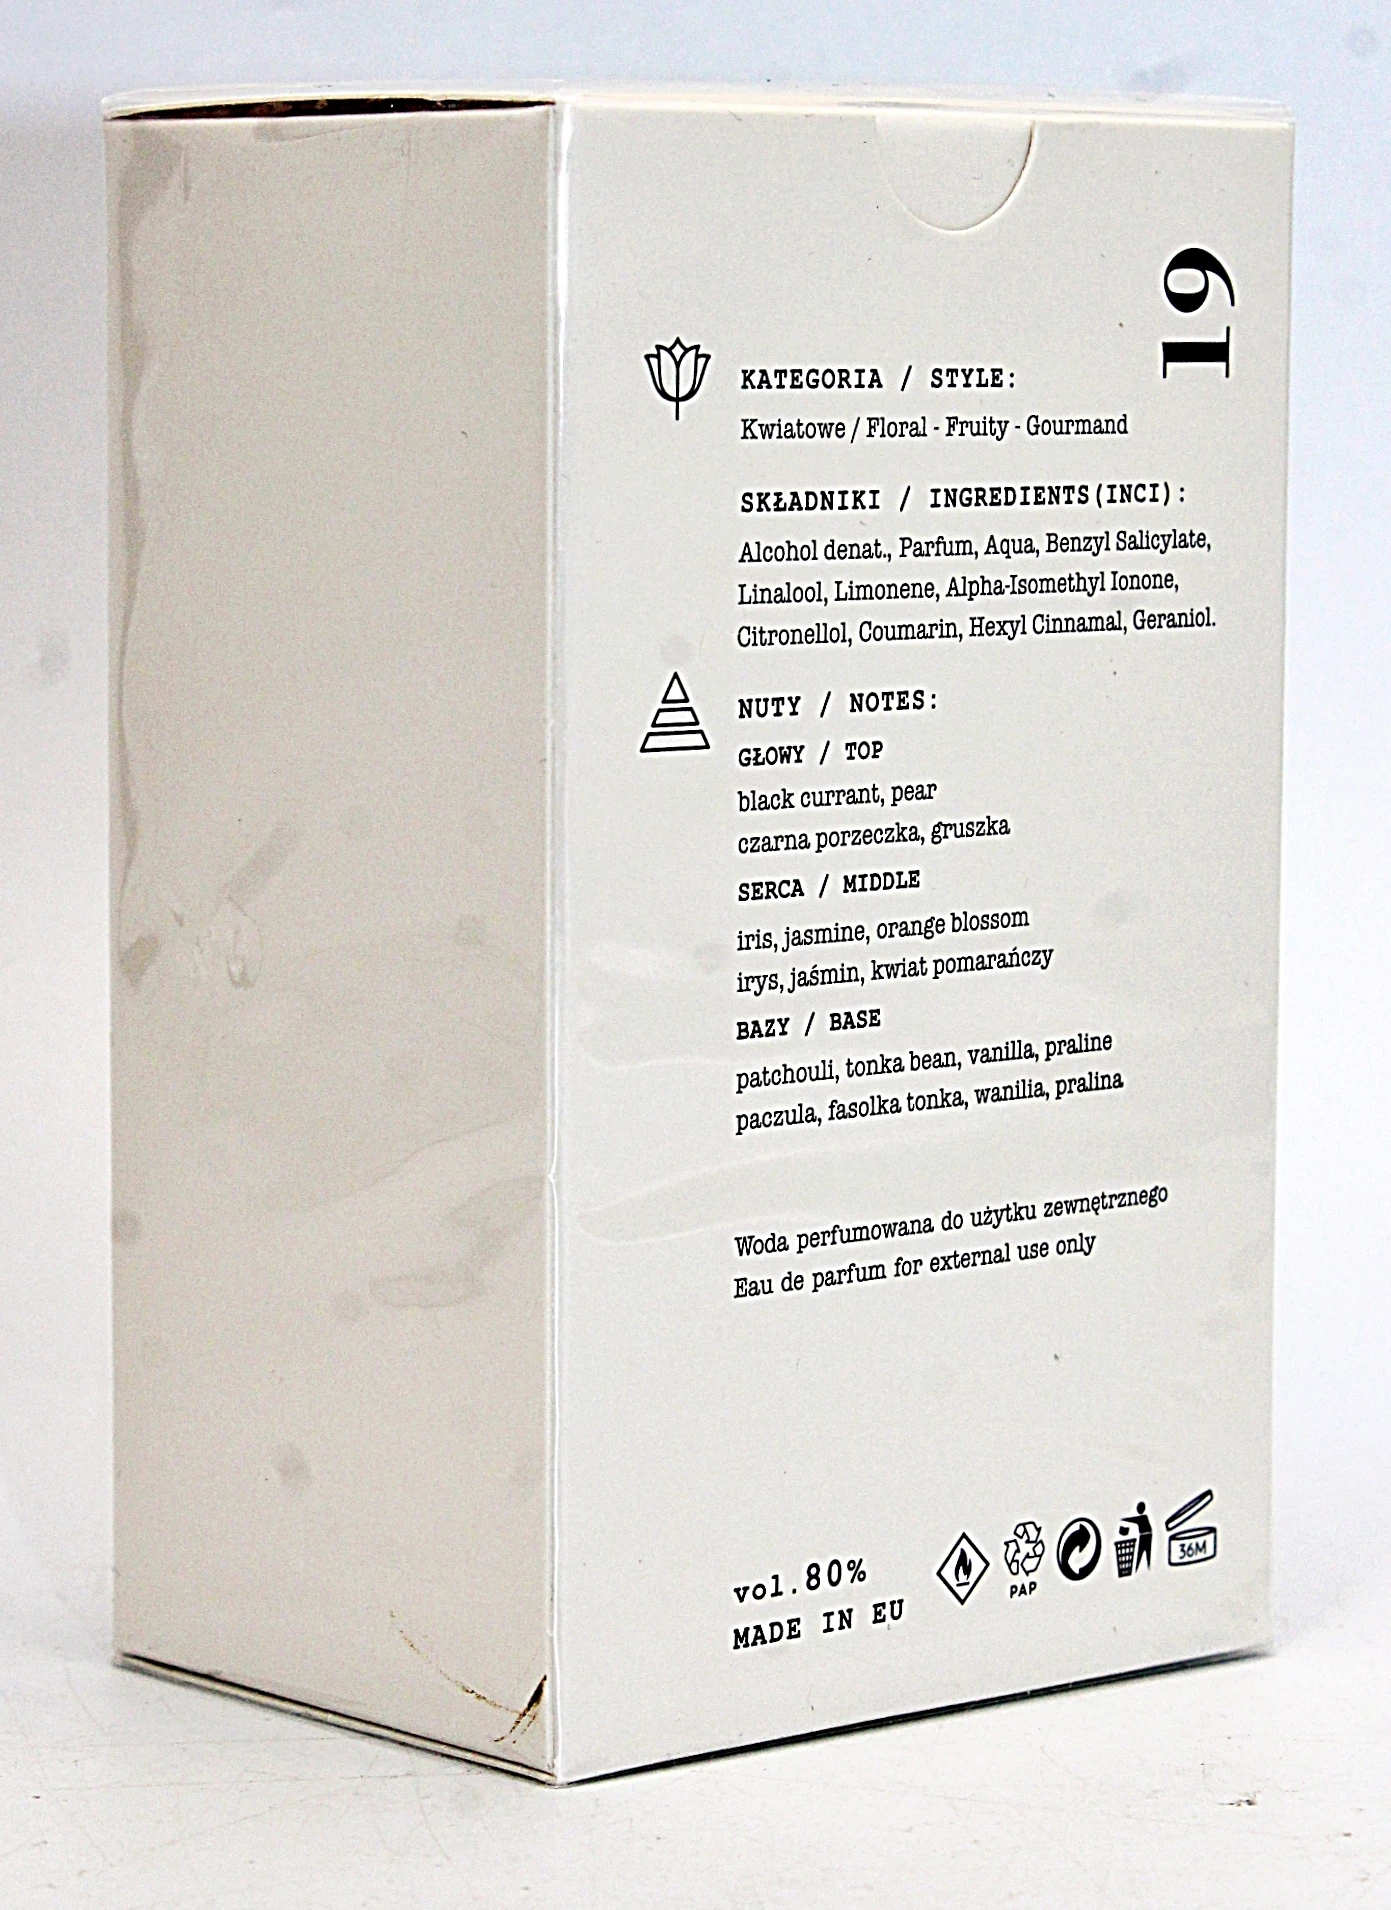 19
KATEGORIA / STYLE:
Kwiatowe / Floral - Fruity - Gourmand
SKŁADNIKI / INGREDIENTS(INCI):
Alcohol denat., Parfum, Aqua, Benzyl Salicylate,
Linalool, Limonene, Alpha-Isomethyl Ionone,
Citronellol, Coumarin, Hexyl Cinnamal, Geraniol.
NUTY / NOTES:
GŁOWY / TOP
black currant, pear
czarna porzeczka, gruszka
SERCA / MIDDLE
iris, jasmine, orange blossom
irys, jaśmin, kwiat pomarańczy
BAZY / BASE
patchouli, tonka bean, vanilla, praline
paczula, fasolka tonka, wanilia, pralina
Woda perfumowana do użytku zewnętrznego
Eau de parfum for external use only
vol.80%
MADE IN EU
PAP
36M